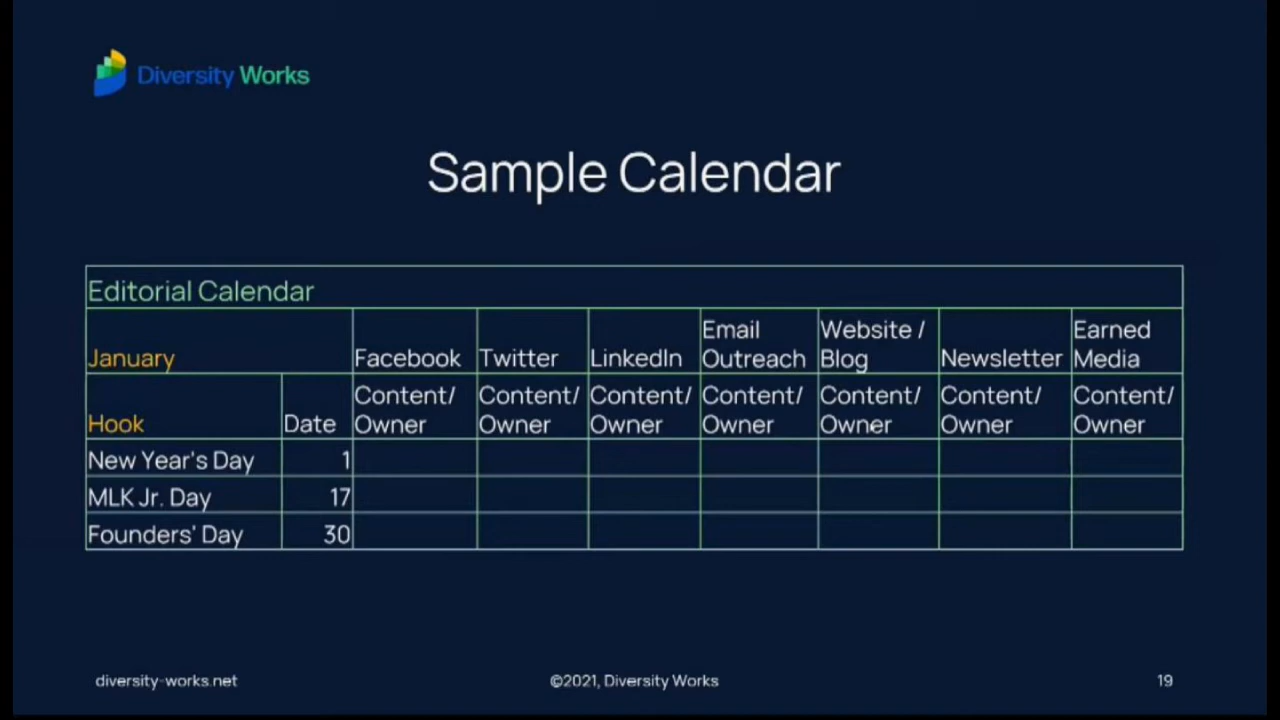 Diversity Works
Sample Calendar
Editorial Calendar
January Facebook Twitter LinkedIn Email Outreach Website / Blog Newsletter Earned Media
Hook Date Content/ Owner Content/ Owner Content/ Owner Content/ Owner Content/ Owner Content/ Owner Content/ Owner
New Year's Day 1
MLK Jr. Day 17
Founders' Day 30
diversity-works.net ©2021, Diversity Works 19